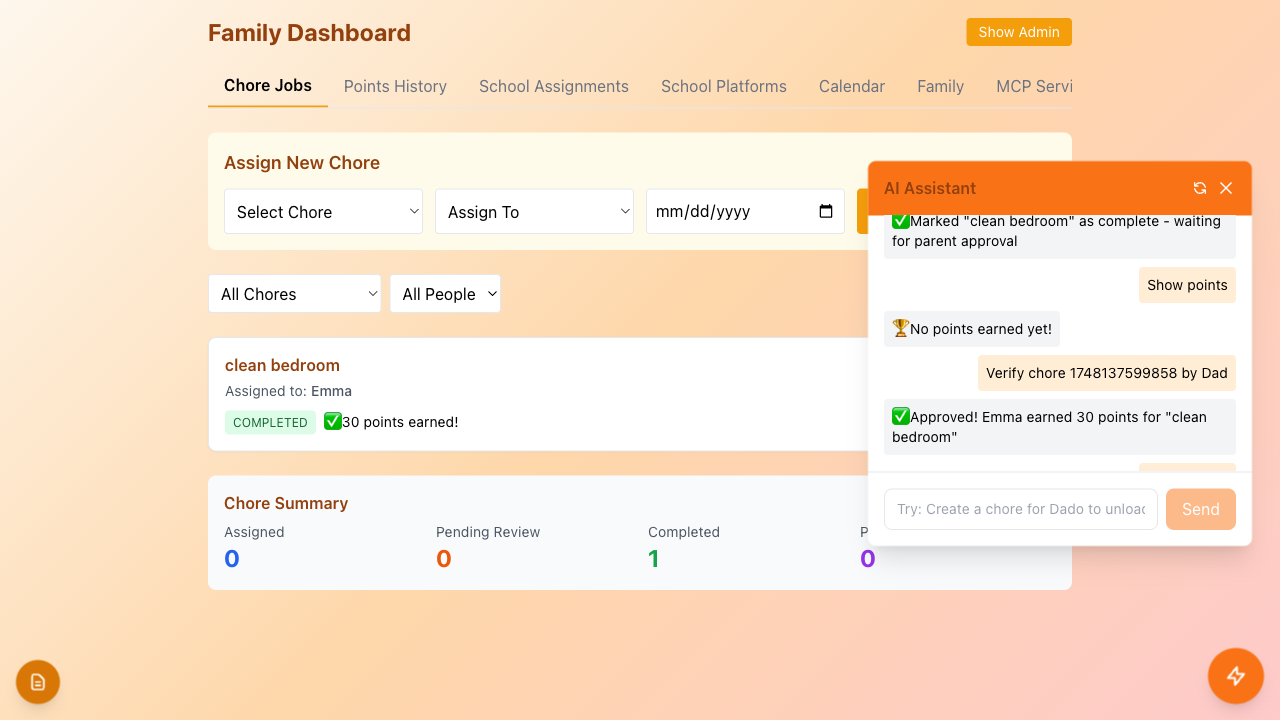 Family Dashboard
Show Admin
Chore Jobs
Points History
School Assignments
School Platforms
Calendar
Family
MCP Servi
Assign New Chore
Select Chore
Assign To
mm/dd/yyyy
All Chores
All People
clean bedroom
Assigned to: Emma
COMPLETED
✅30 points earned!
Chore Summary
Assigned
0
Pending Review
0
Completed
1
P
0
AI Assistant
✅Marked "clean bedroom" as complete - waiting
for parent approval
Show points
🏆No points earned yet!
Verify chore 1748137599858 by Dad
✅Approved! Emma earned 30 points for "clean
bedroom"
Try: Create a chore for Dado to unload
Send